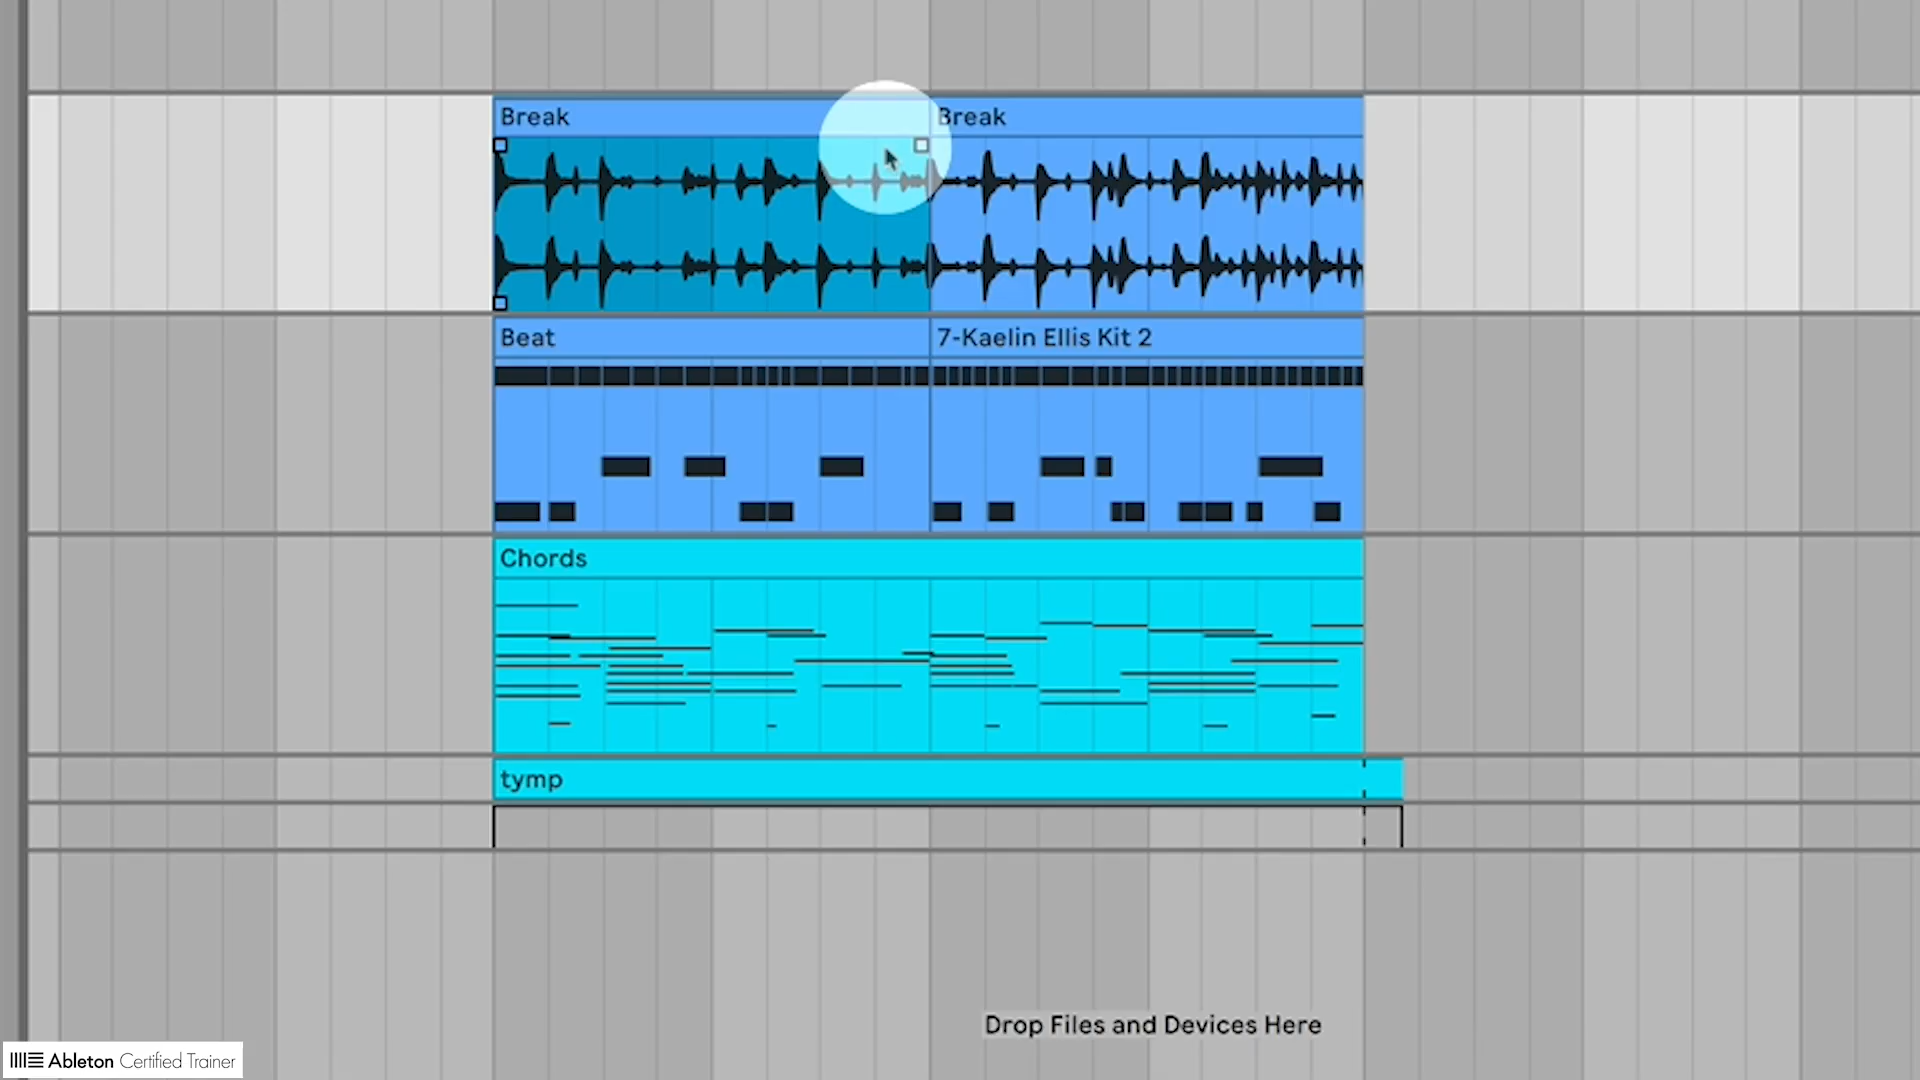 Break
Break
Beat
7-Kaelin Ellis Kit 2
Chords
tymp
Drop Files and Devices Here
Ableton Certified Trainer